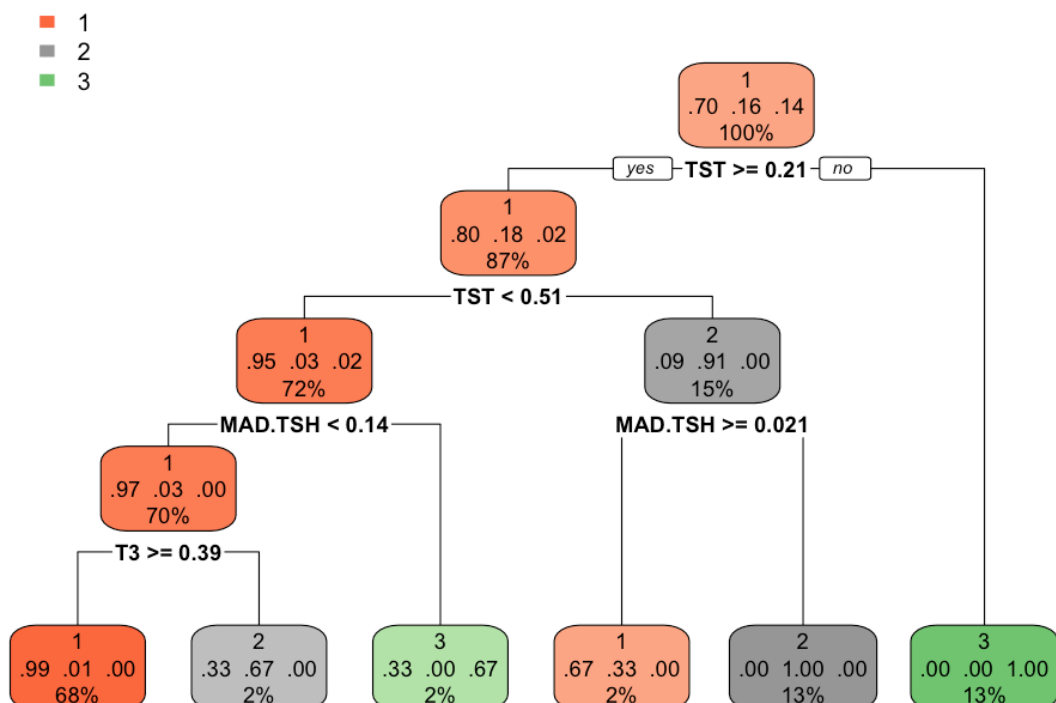 1
2
3
1
.70 .16 .14
100%
yes TST >= 0.21 no
1
.80 .18 .02
87%
TST < 0.51
1
.95 .03 .02
72%
2
.09 .91 .00
15%
MAD.TSH < 0.14
MAD.TSH >= 0.021
1
.97 .03 .00
70%
T3 >= 0.39
1
.99 .01 .00
68%
2
.33 .67 .00
2%
3
.33 .00 .67
2%
1
.67 .33 .00
2%
2
.00 1.00 .00
13%
3
.00 .00 1.00
13%